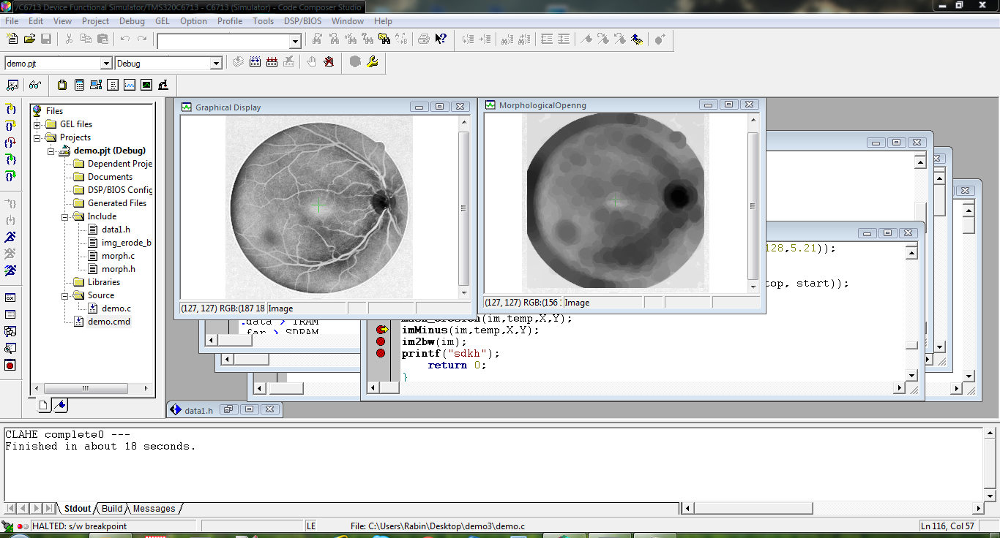 /C6713 Device Functional Simulator/TMS320C6713 - C6713 (Simulator) - Code Composer Studio
File Edit View Project Debug GEL Option Profile Tools DSP/BIOS Window Help
demo.pjt Debug
Files
GEL files
Projects
demo.pjt (Debug)
Dependent Proje
Documents
DSP/BIOS Config
Generated Files
Include
data1.h
img_erode_b
morph.c
morph.h
Libraries
Source
demo.c
demo.cmd
Graphical Display
(127, 127) RGB:(187 18 Image
MorphologicalOpenng
(127, 127) RGB:(156 Image
128,5.21));
top, start));
.data > IRAM
.far > SDRAM
(im,temp,X,Y);
imMinus(im,temp,X,Y);
im2bw(im);
printf("sdkh");
return 0;
}
data1.h
CLAHE complete0 ---
Finished in about 18 seconds.
Stdout Build Messages
HALTED: s/w breakpoint LE File: C:\Users\Rabin\Desktop\demo3\demo.c Ln 116, Col 57